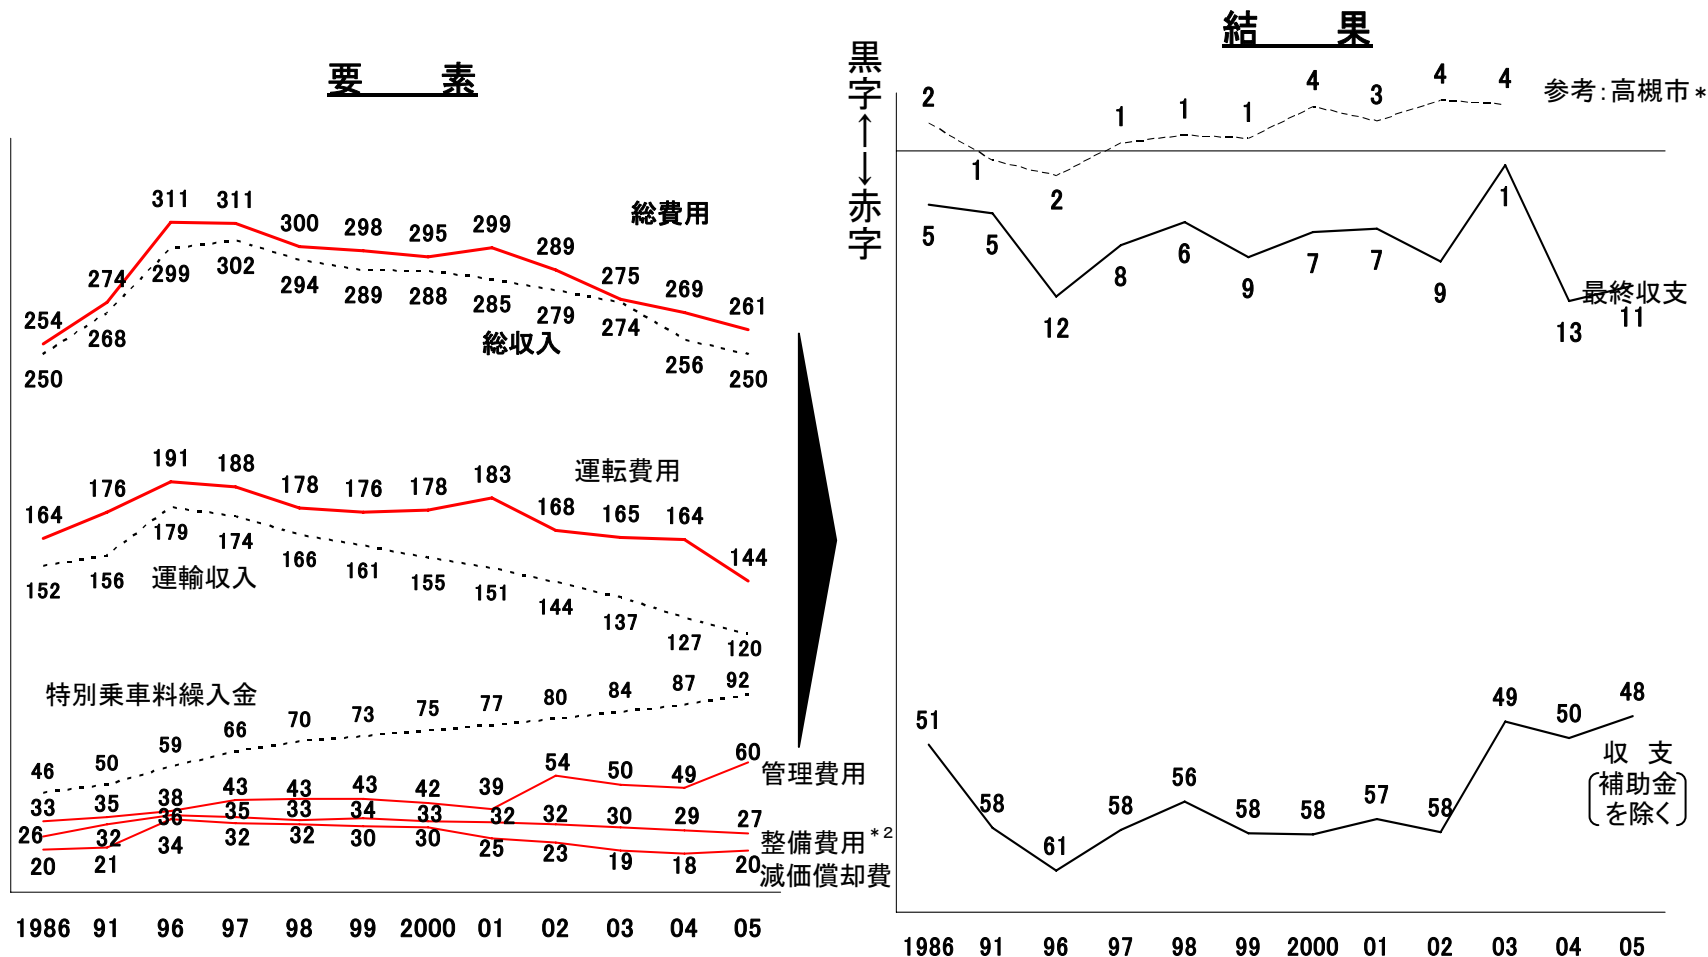 要　素
総費用
311 311 300 298 295 299 289 275 269 261
254 274
299 302 294 289 288 285 279 274 256 250
250 268
総収入
運転費用
164 176 191 188 178 176 178 183 168 165 164 144
152 156 179 174 166 161 155 151 144 137 127 120
運輸収入
特別乗車料繰入金
46 50 59 66 70 73 75 77 80 84 87 92
33 35 38 43 43 43 42 39 54 50 49 60
管理費用
26 32 36 35 33 34 33 32 32 30 29 27
整備費用*2
20 21 34 32 32 30 30 25 23 19 18 20
減価償却費
1986 91 96 97 98 99 2000 01 02 03 04 05
結　果
黒字←→赤字
参考：高槻市*
2 1 2 1 1 1 4 3 4 4
5 5 12 8 6 9 7 7 9 1 13 11
最終収支
51 58 61 58 56 58 58 57 58 49 50 48
収　支
〔補助金
を除く〕
1986 91 96 97 98 99 2000 01 02 03 04 05